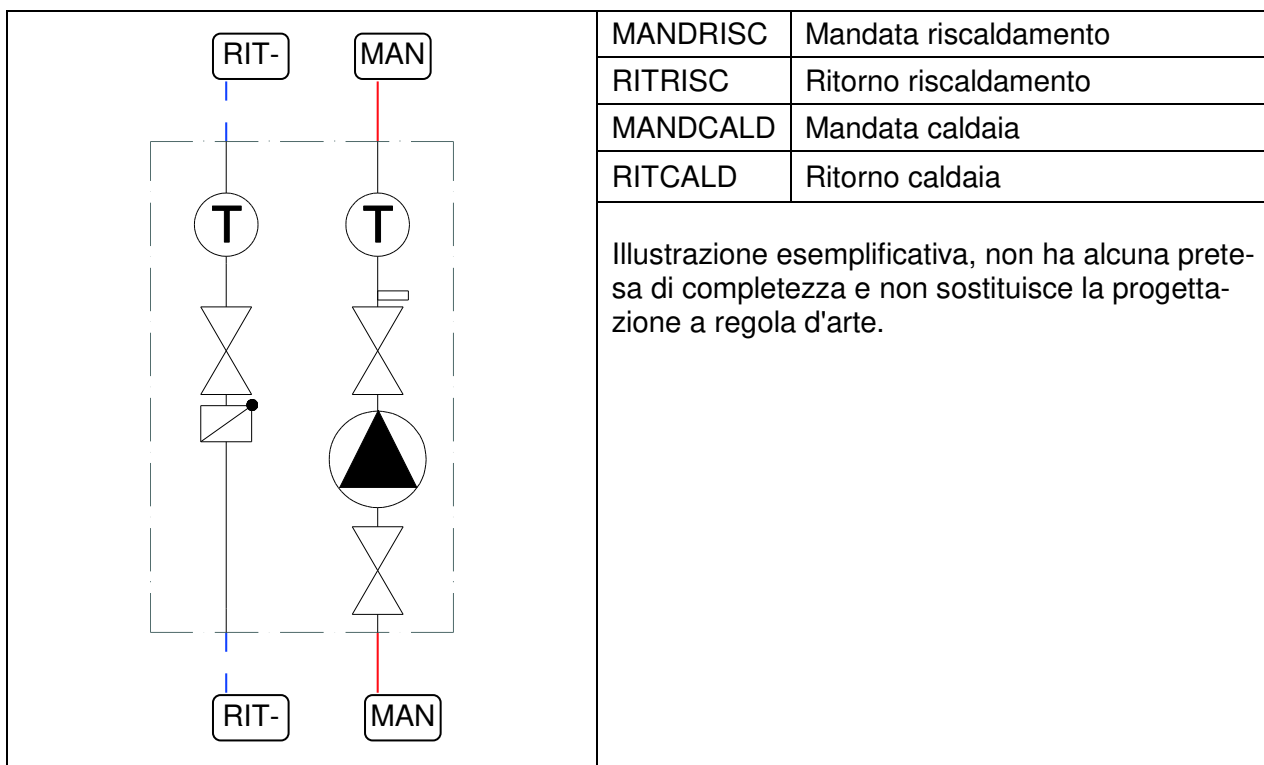 RIT-
MAN
T
T
RIT-
MAN
MANDRISC Mandata riscaldamento
RITRISC Ritorno riscaldamento
MANDCALD Mandata caldaia
RITCALD Ritorno caldaia
Illustrazione esemplificativa, non ha alcuna prete-
sa di completezza e non sostituisce la progetta-
zione a regola d'arte.